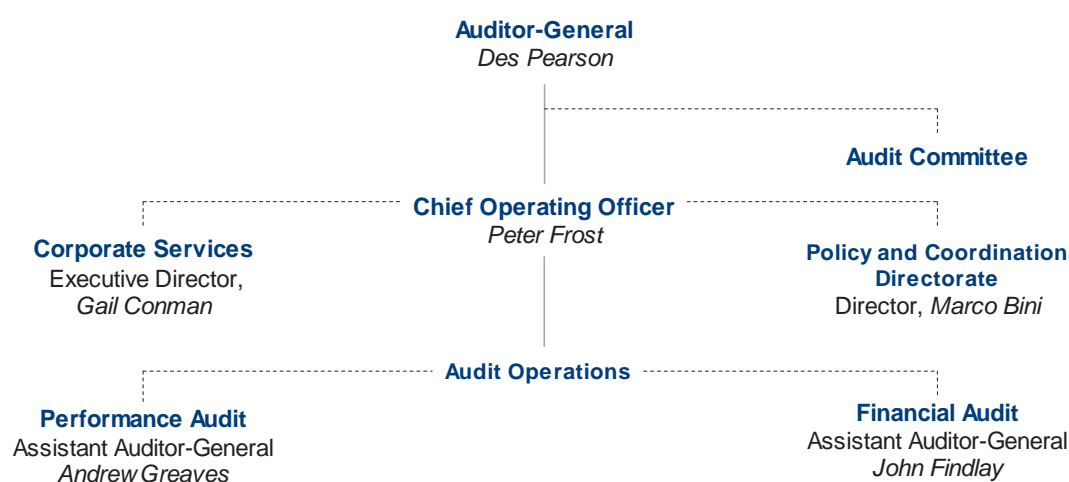 Auditor-General
Des Pearson
Audit Committee
Chief Operating Officer
Peter Frost
Corporate Services
Executive Director,
Gail Conman
Policy and Coordination
Directorate
Director, Marco Bini
Audit Operations
Performance Audit
Assistant Auditor-General
Andrew Greaves
Financial Audit
Assistant Auditor-General
John Findlay